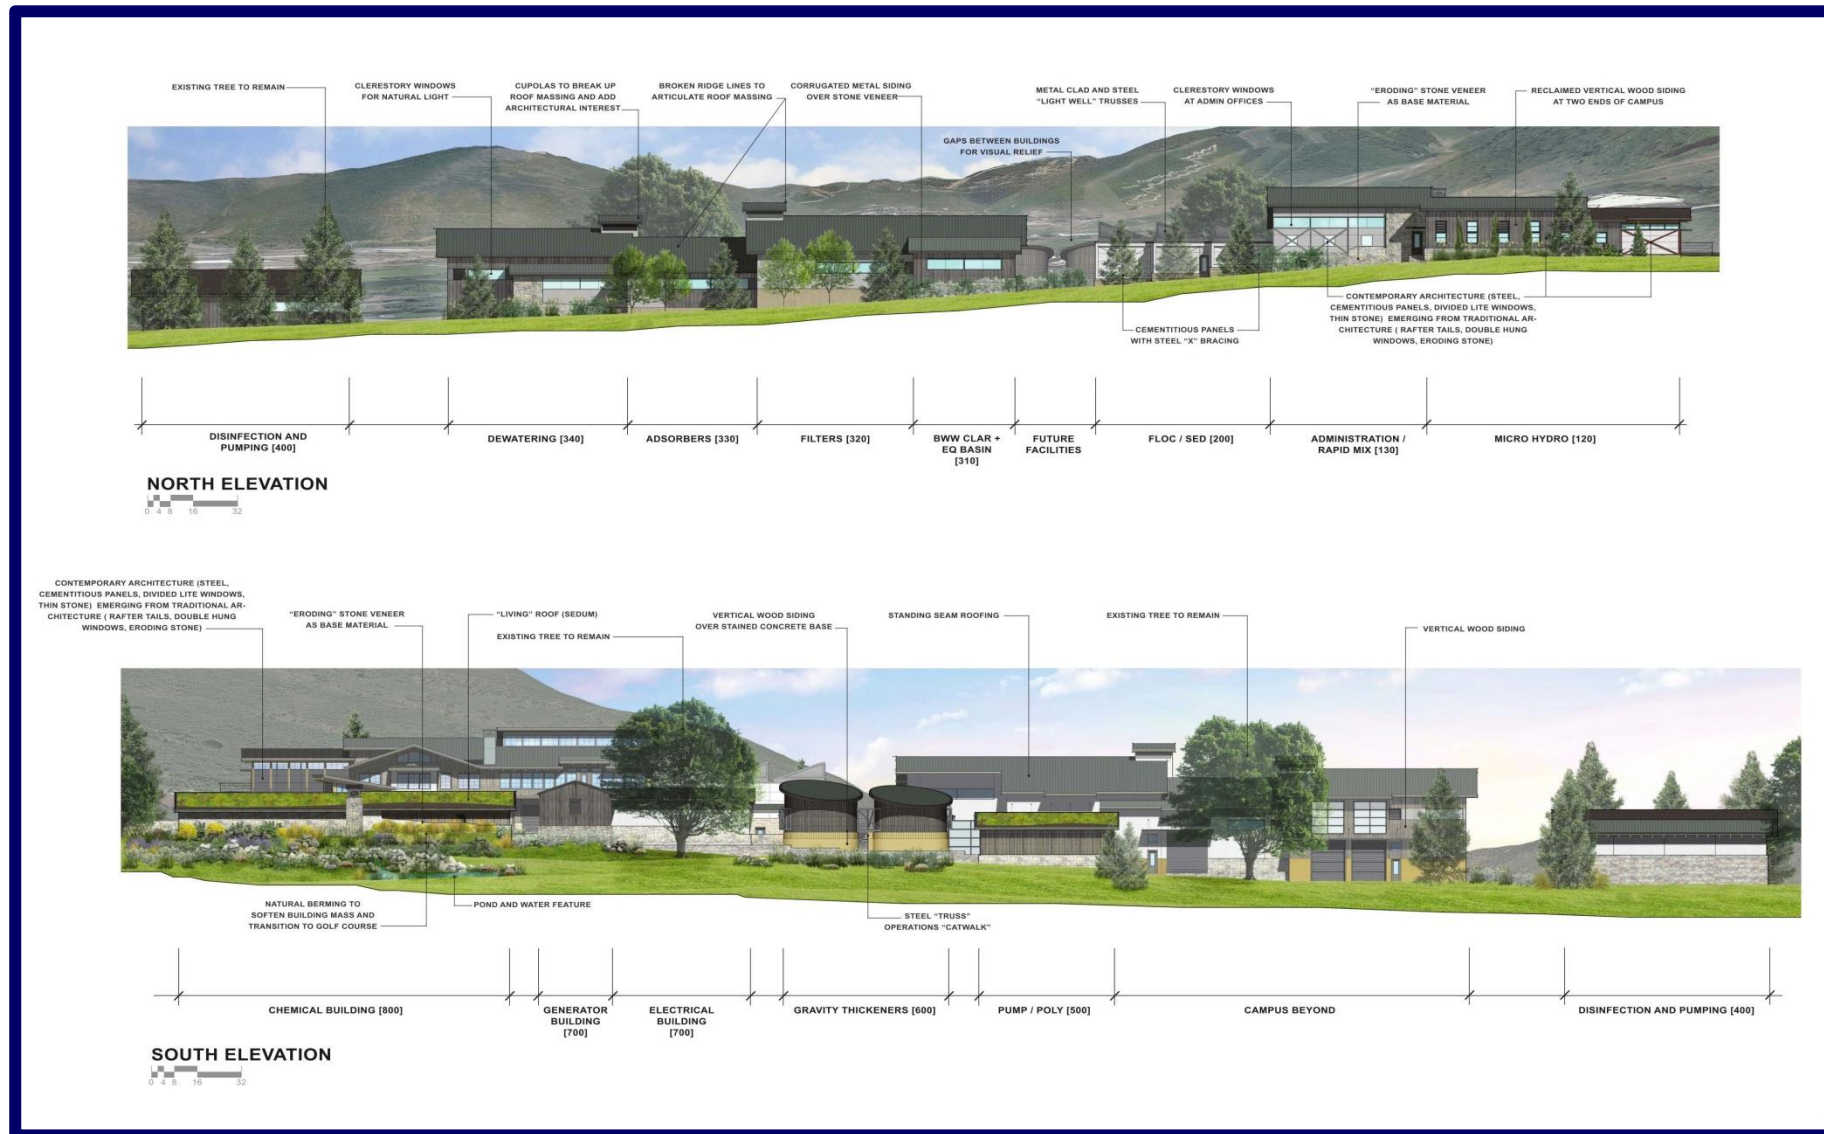 EXISTING TREE TO REMAIN
CLERESTORY WINDOWS
FOR NATURAL LIGHT
CUPOLAS TO BREAK UP
ROOF MASSING AND ADD
ARCHITECTURAL INTEREST
BROKEN RIDGE LINES TO
ARTICULATE ROOF MASSING
CORRUGATED METAL SIDING
OVER STONE VENEER
GAPS BETWEEN BUILDINGS
FOR VISUAL RELIEF
METAL CLAD AND STEEL
"LIGHT WELL" TRUSSES
CLERESTORY WINDOWS
AT ADMIN OFFICES
"ERODING" STONE VENEER
AS BASE MATERIAL
RECLAIMED VERTICAL WOOD SIDING
AT TWO ENDS OF CAMPUS
CEMENTITIOUS PANELS
WITH STEEL "X" BRACING
CONTEMPORARY ARCHITECTURE (STEEL,
CEMENTITIOUS PANELS, DIVIDED LITE WINDOWS,
THIN STONE) EMERGING FROM TRADITIONAL AR-
CHITECTURE ( RAFTER TAILS, DOUBLE HUNG
WINDOWS, ERODING STONE)
DISINFECTION AND
PUMPING [400]
DEWATERING [340]
ADSORBERS [330]
FILTERS [320]
BWW CLAR +
EQ BASIN
[310]
FUTURE
FACILITIES
FLOC / SED [200]
ADMINISTRATION /
RAPID MIX [130]
MICRO HYDRO [120]
NORTH ELEVATION
0 4 8 16 32
CONTEMPORARY ARCHITECTURE (STEEL,
CEMENTITIOUS PANELS, DIVIDED LITE WINDOWS,
THIN STONE) EMERGING FROM TRADITIONAL AR-
CHITECTURE ( RAFTER TAILS, DOUBLE HUNG
WINDOWS, ERODING STONE)
"ERODING" STONE VENEER
AS BASE MATERIAL
"LIVING" ROOF (SEDUM)
EXISTING TREE TO REMAIN
VERTICAL WOOD SIDING
OVER STAINED CONCRETE BASE
STANDING SEAM ROOFING
EXISTING TREE TO REMAIN
VERTICAL WOOD SIDING
NATURAL BERMING TO
SOFTEN BUILDING MASS AND
TRANSITION TO GOLF COURSE
POND AND WATER FEATURE
STEEL "TRUSS"
OPERATIONS "CATWALK"
CHEMICAL BUILDING [800]
GENERATOR
BUILDING
[700]
ELECTRICAL
BUILDING
[700]
GRAVITY THICKENERS [600]
PUMP / POLY [500]
CAMPUS BEYOND
DISINFECTION AND PUMPING [400]
SOUTH ELEVATION
0 4 8 16 32